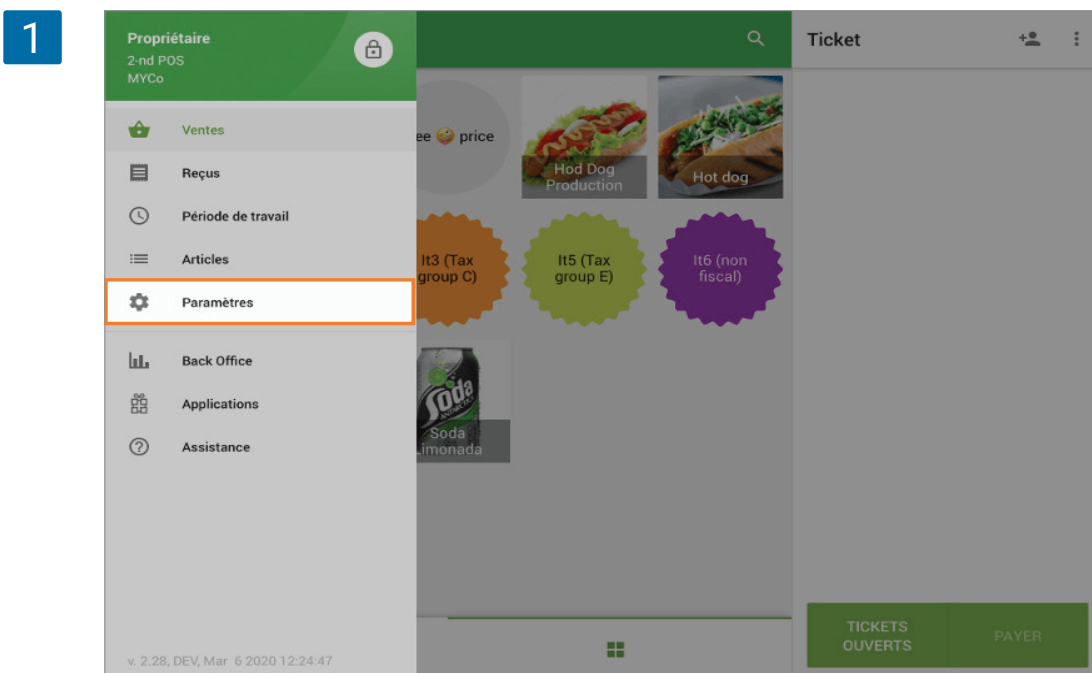 1
Propriétaire
2-nd POS
MYCo
Ventes
Reçus
Période de travail
Articles
Paramètres
Back Office
Applications
Assistance
v. 2.28, DEV, Mar 6 2020 12:24:47
ee 🤪 price
Hod Dog
Production
Hot dog
It3 (Tax
group C)
It5 (Tax
group E)
It6 (non
fiscal)
Soda
ANTARCTICA
Soda
Limonada
Ticket
TICKETS
OUVERTS
PAYER